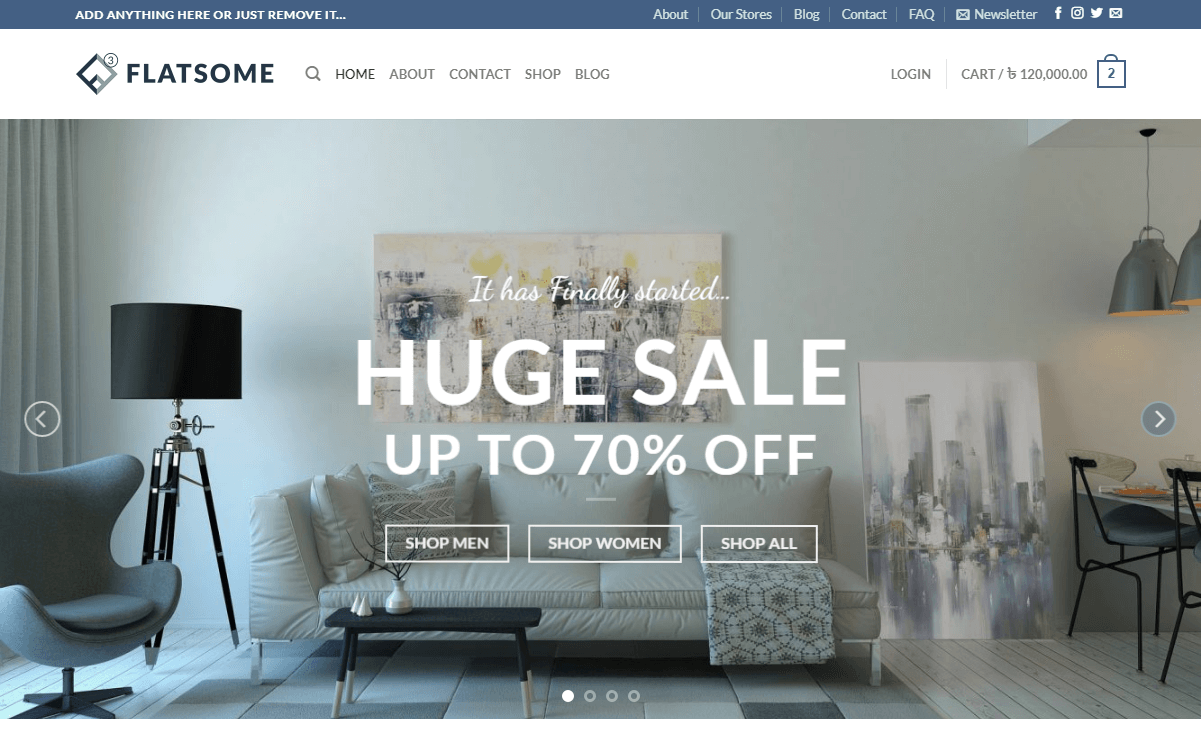 ADD ANYTHING HERE OR JUST REMOVE IT...
About Our Stores Blog Contact FAQ Newsletter
3
FLATSOME
HOME ABOUT CONTACT SHOP BLOG
LOGIN CART / ৳ 120,000.00 2
It has Finally started...
HUGE SALE
UP TO 70% OFF
SHOP MEN SHOP WOMEN SHOP ALL